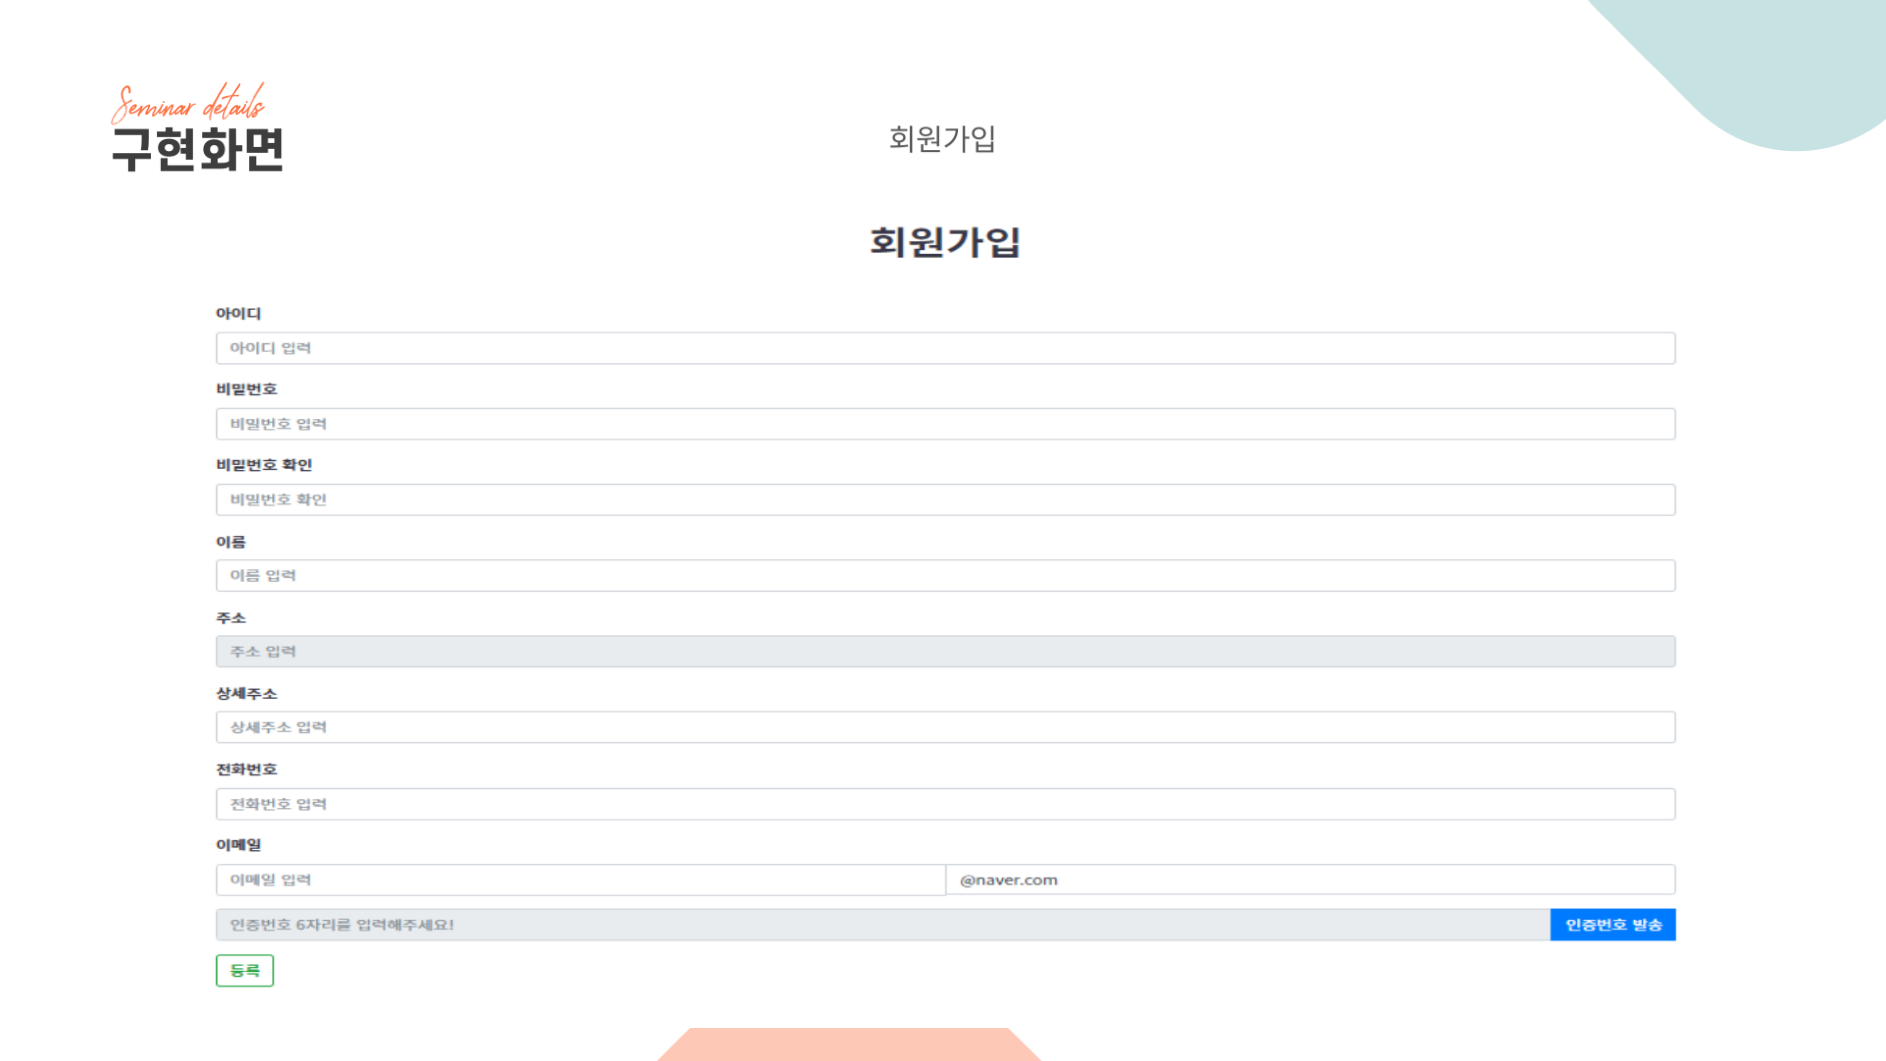 Seminar details
구현화면
회원가입
회원가입
아이디
아이디 입력
비밀번호
비밀번호 입력
비밀번호 확인
비밀번호 확인
이름
이름 입력
주소
주소 입력
상세주소
상세주소 입력
전화번호
전화번호 입력
이메일
이메일 입력 @naver.com
인증번호 6자리를 입력해주세요! 인증번호 발송
등록